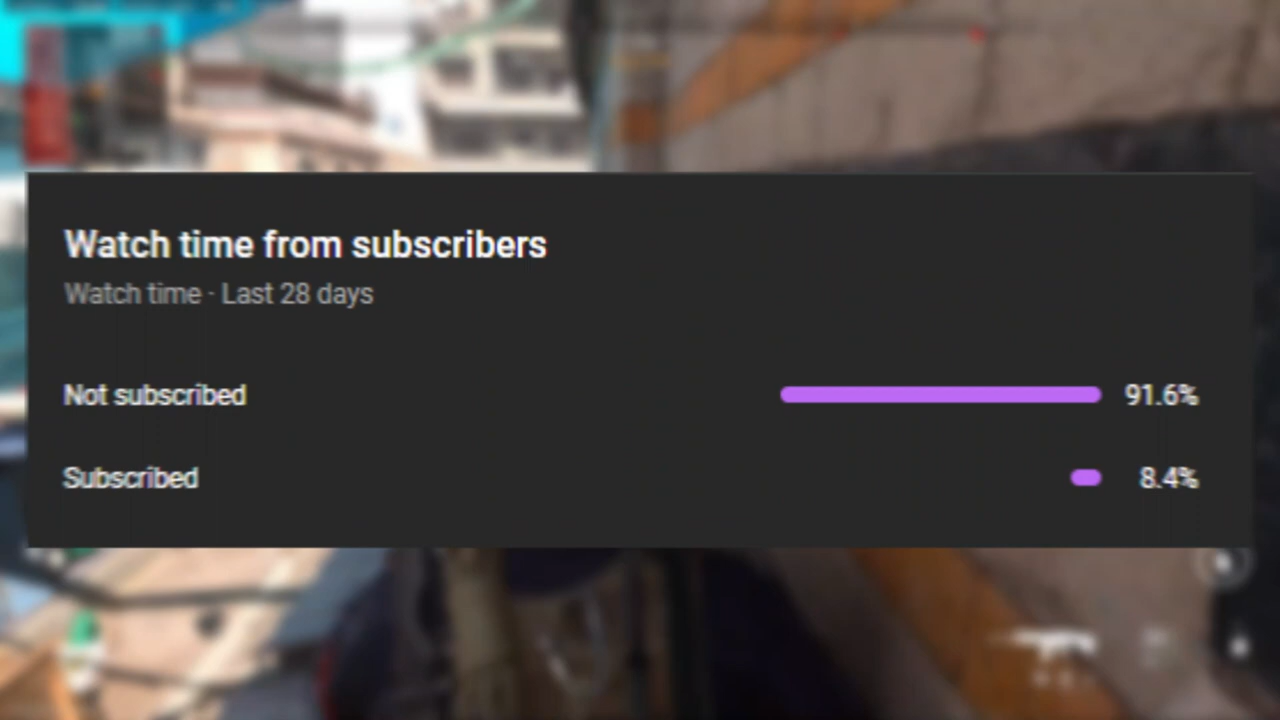 Watch time from subscribers
Watch time · Last 28 days
Not subscribed 91.6%
Subscribed 8.4%